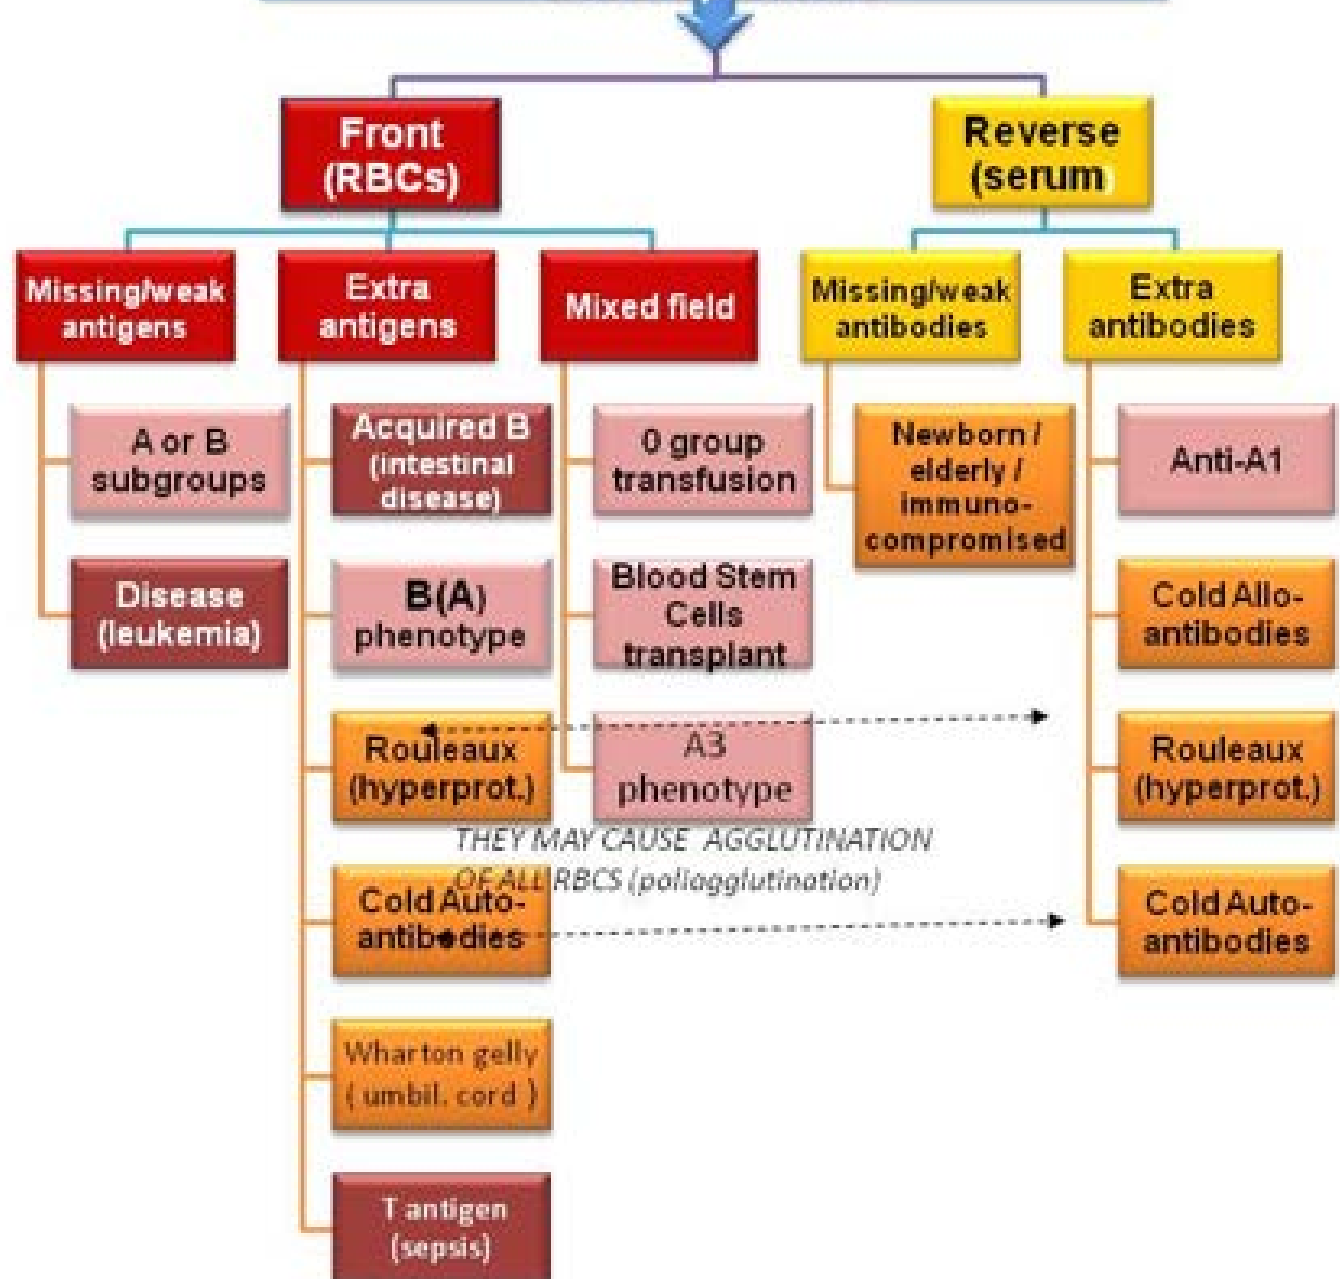 Front
(RBCs)
Reverse
(serum)
Missing/weak
antigens
Extra
antigens
Mixed field
Missing/weak
antibodies
Extra
antibodies
A or B
subgroups
Disease
(leukemia)
Acquired B
(intestinal
disease)
B(A)
phenotype
Rouleaux
(hyperprot.)
Cold Auto-
antibodies
Wharton gelly
( umbil. cord )
T antigen
(sepsis)
0 group
transfusion
Blood Stem
Cells
transplant
A3
phenotype
THEY MAY CAUSE AGGLUTINATION
OF ALL RBCS (poliagglutination)
Newborn /
elderly /
immuno-
compromised
Anti-A1
Cold Allo-
antibodies
Rouleaux
(hyperprot.)
Cold Auto-
antibodies